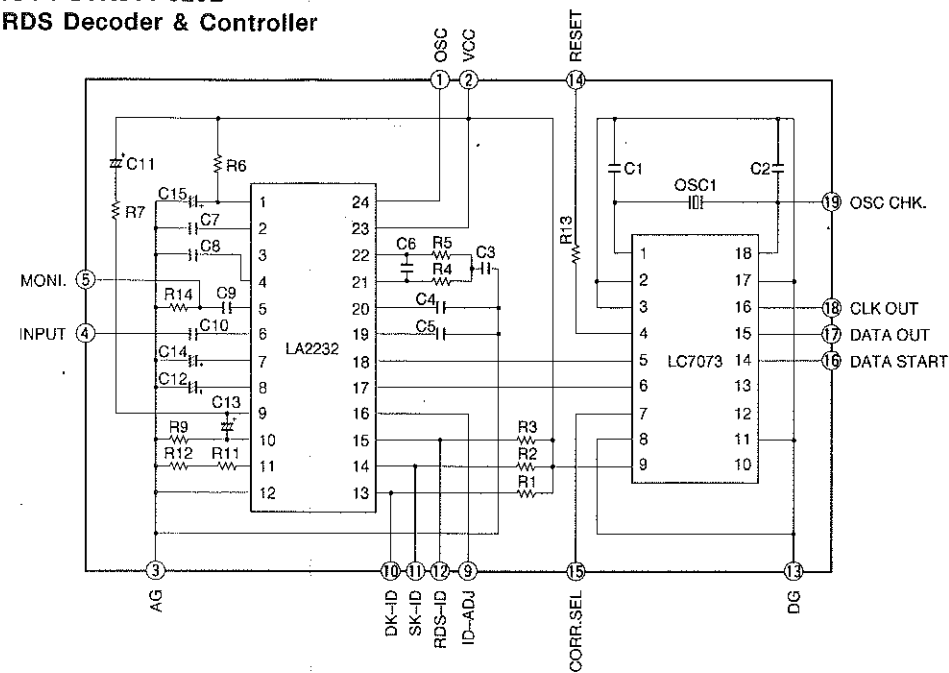 RDS Decoder & Controller
OSC
VCC
RESET
1
2
14
C11
R6
C1
C2
C15
R7
OSC1
19 OSC CHK.
1
24
C7
2
23
C8
3
22
C6
R5
C3
R13
1
18
MONI. 5
4
21
R4
2
17
R14
C9
5
20
C4
3
16
18 CLK OUT
INPUT 4
C10
6
19
C5
4
15
17 DATA OUT
C14
7
LA2232
18
5
LC7073
14
16 DATA START
C12
8
17
6
13
C13
9
16
7
12
R9
10
15
R3
8
11
R12
R11
11
14
R2
9
10
12
13
R1
3
10
11
12
9
15
13
AG
DK-ID
SK-ID
RDS-ID
ID-ADJ
CORR.SEL
DG